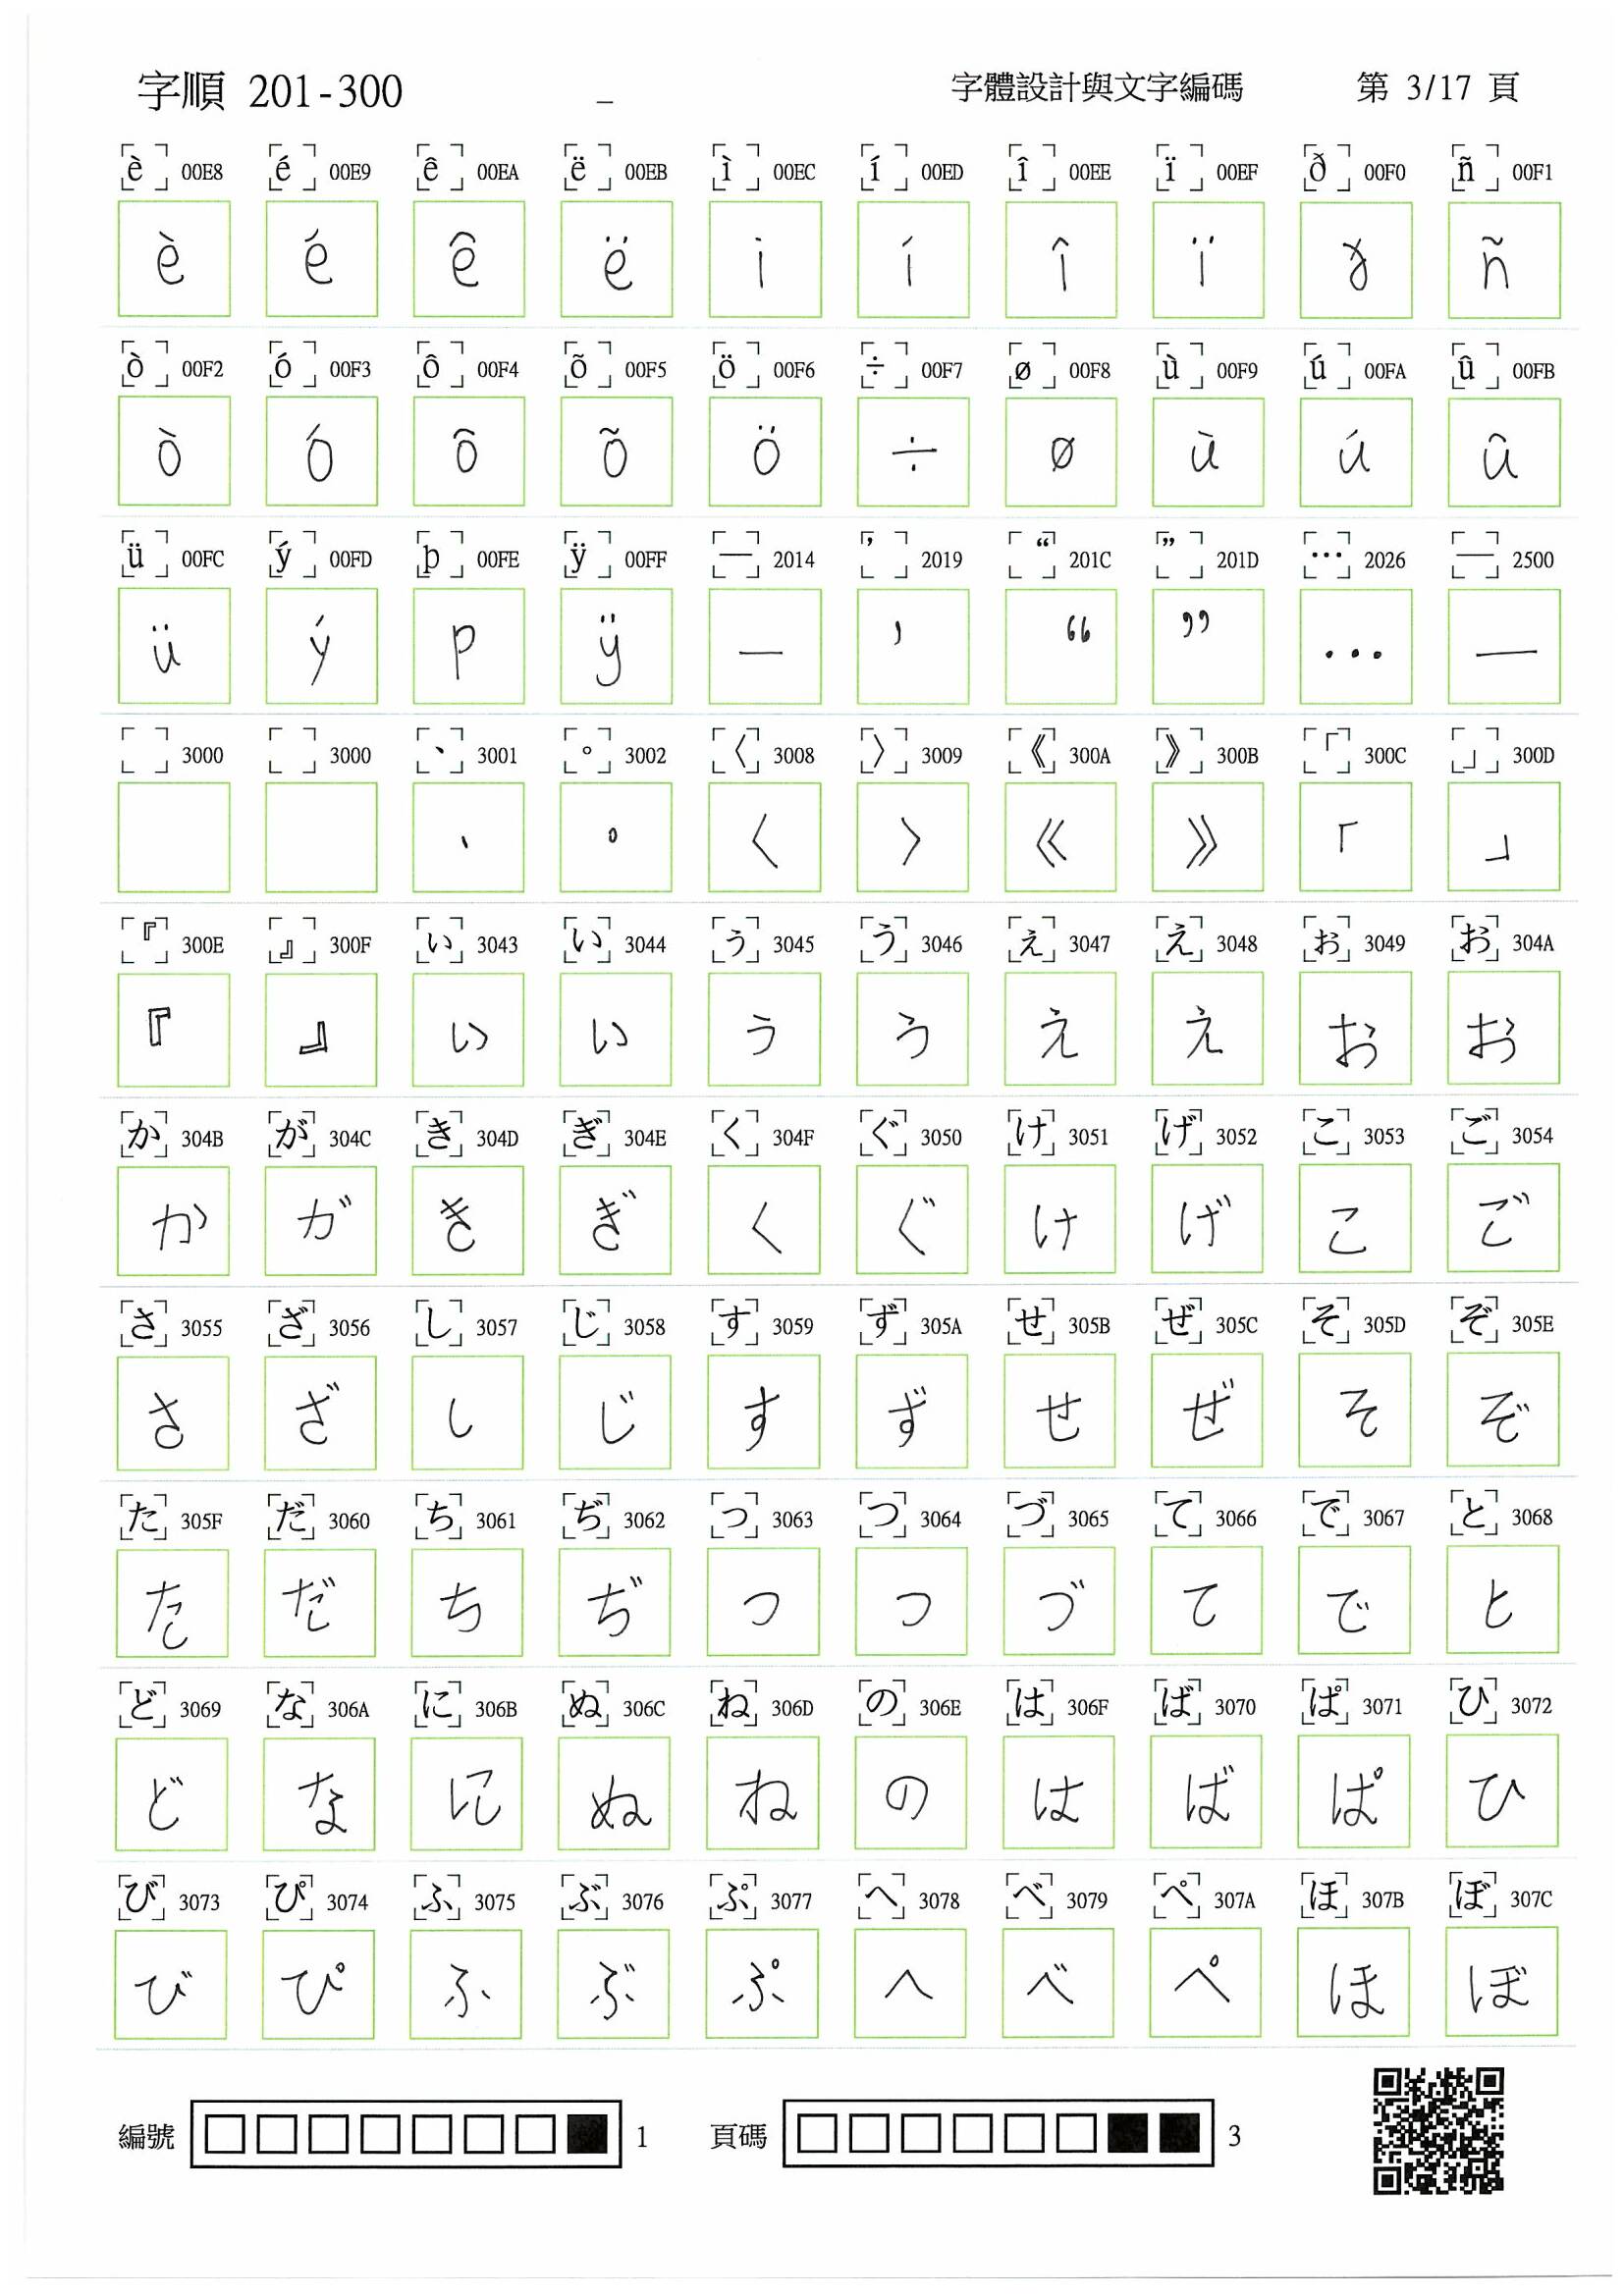 字順 201-300 _ 字體設計與文字編碼 第 3/17 頁
è 00E8 é 00E9 ê 00EA ë 00EB ì 00EC í 00ED î 00EE ï 00EF ð 00F0 ñ 00F1
è é ê ë i í î ï ð ñ
ò 00F2 ó 00F3 ô 00F4 õ 00F5 ö 00F6 ÷ 00F7 ø 00F8 ù 00F9 ú 00FA û 00FB
ò ó ô õ ö ÷ ø ù ú û
ü 00FC ý 00FD þ 00FE ÿ 00FF — 2014 ’ 2019 “ 201C ” 201D … 2026 ─ 2500
ü ý p ÿ — ’ “ ” … ─
3000 3000 、 3001 。 3002 〈 3008 〉 3009 《 300A 》 300B 「 300C 」 300D
、 。 〈 〉 《 》 「 」
『 300E 』 300F ぃ 3043 い 3044 ぅ 3045 う 3046 ぇ 3047 え 3048 ぉ 3049 お 304A
『 』 ぃ い ぅ う ぇ え ぉ お
か 304B が 304C き 304D ぎ 304E く 304F ぐ 3050 け 3051 げ 3052 こ 3053 ご 3054
か が き ぎ く ぐ け げ こ ご
さ 3055 ざ 3056 し 3057 じ 3058 す 3059 ず 305A せ 305B ぜ 305C そ 305D ぞ 305E
さ ざ し じ す ず せ ぜ そ ぞ
た 305F だ 3060 ち 3061 ぢ 3062 っ 3063 つ 3064 づ 3065 て 3066 で 3067 と 3068
た だ ち ぢ っ つ づ て で と
ど 3069 な 306A に 306B ぬ 306C ね 306D の 306E は 306F ば 3070 ぱ 3071 ひ 3072
ど な に ぬ ね の は ば ぱ ひ
び 3073 ぴ 3074 ふ 3075 ぶ 3076 ぷ 3077 へ 3078 べ 3079 ぺ 307A ほ 307B ぼ 307C
び ぴ ふ ぶ ぷ へ べ ぺ ほ ぼ
編號 1 頁碼 3